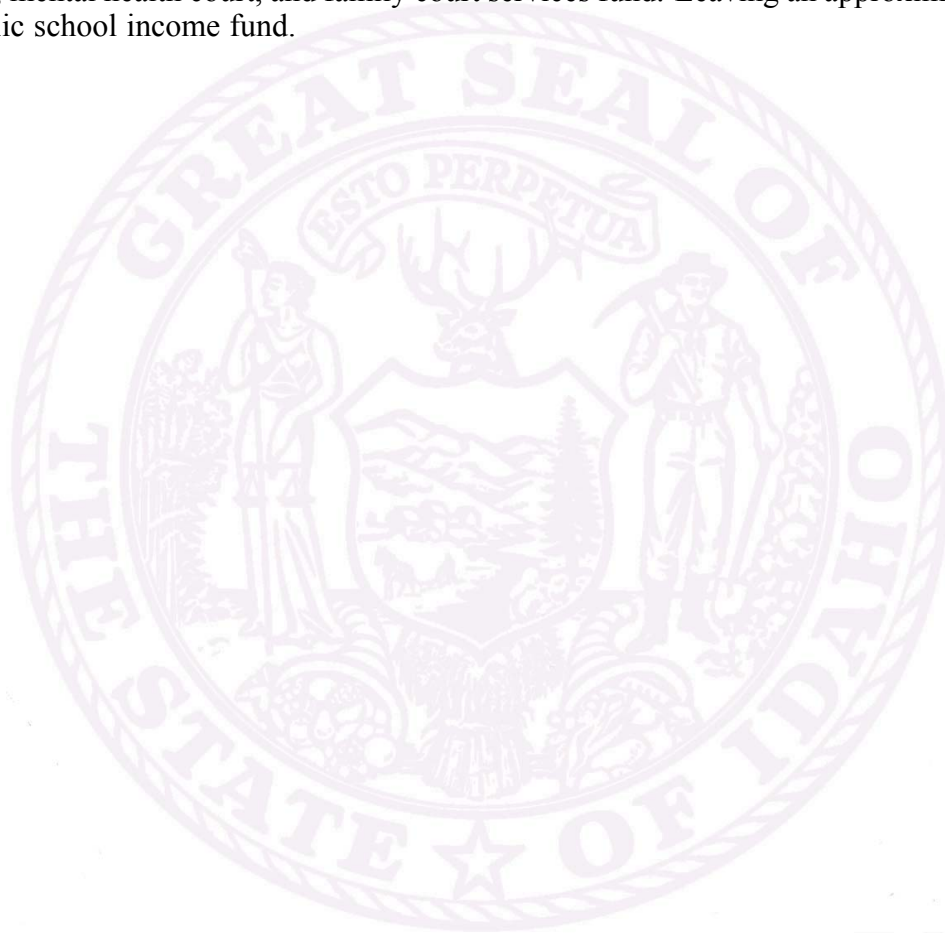 mental health court, and family court services fund. Leaving an approxim
ic school income fund.
GREAT SEAL OF
ESTO PERPETUA
THE STATE OF IDAHO